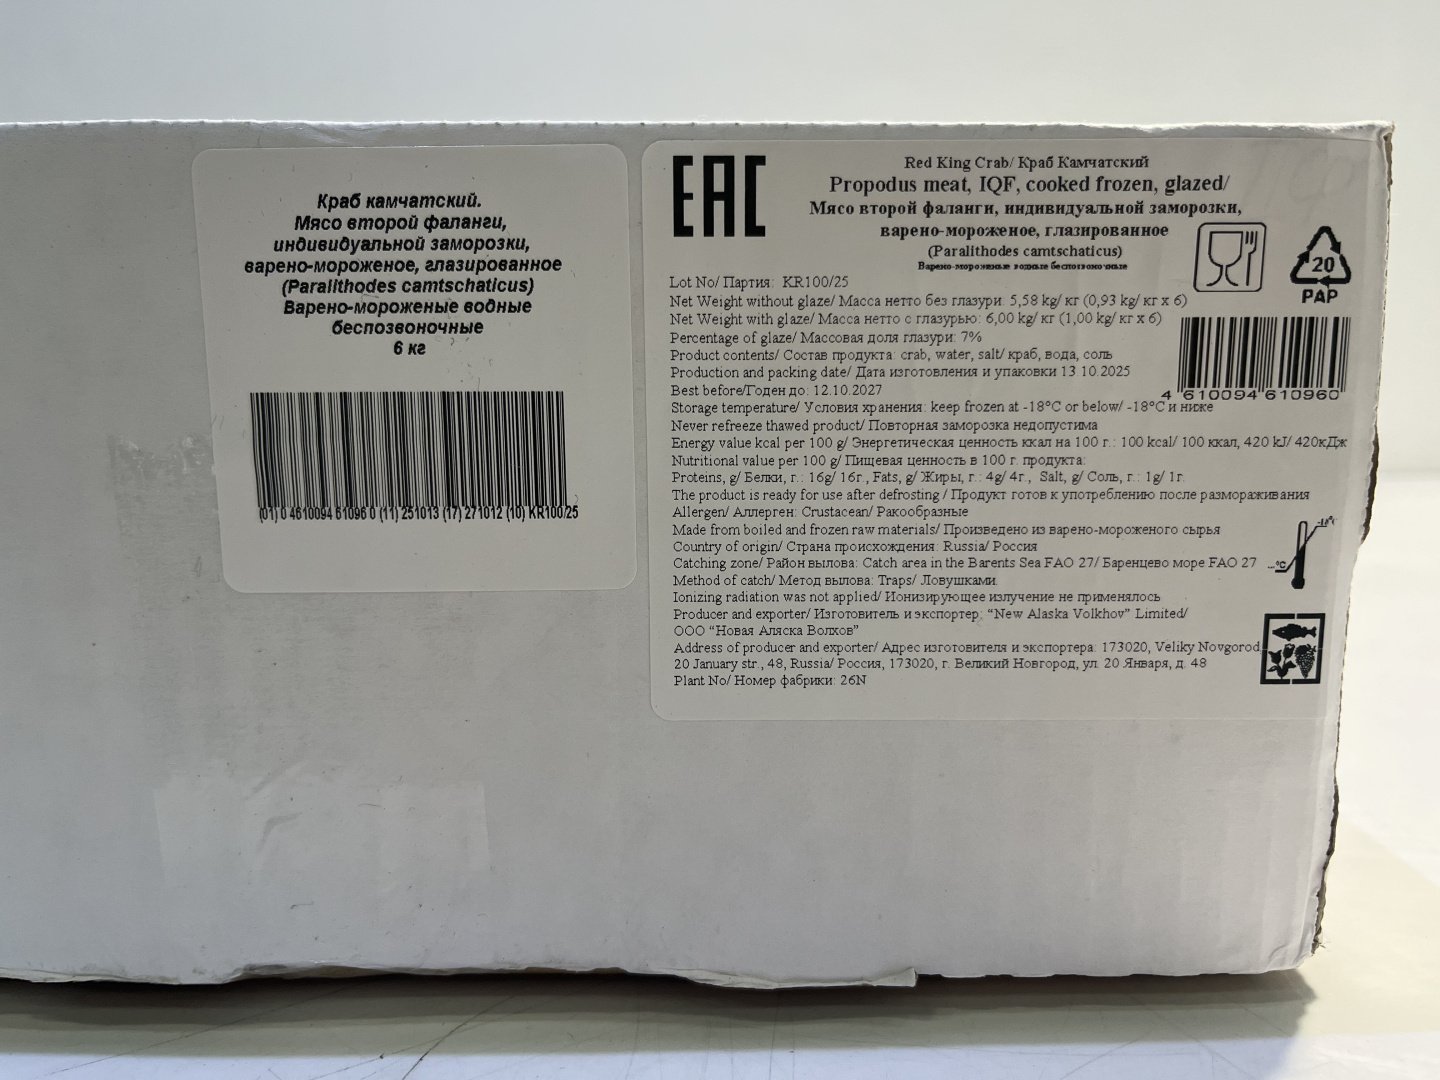 Краб камчатский.
Мясо второй фаланги,
индивидуальной заморозки,
варено-мороженое, глазированное
(Paralithodes camtschaticus)
Варено-мороженые водные
беспозвоночные
6 кг
(01) 0 4610094 61096 0 (11) 251013 (17) 271012 (10) KR100/25
EAC
Red King Crab/ Краб Камчатский
Propodus meat, IQF, cooked frozen, glazed/
Мясо второй фаланги, индивидуальной заморозки,
варено-мороженое, глазированное
(Paralithodes camtschaticus)
Варено-мороженые водные беспозвоночные
20
PAP
Lot No/ Партия: KR100/25
Net Weight without glaze/ Масса нетто без глазури: 5,58 kg/ кг (0,93 kg/ кг x 6)
Net Weight with glaze/ Масса нетто с глазурью: 6,00 kg/ кг (1,00 kg/ кг x 6)
Percentage of glaze/ Массовая доля глазури: 7%
Product contents/ Состав продукта: crab, water, salt/ краб, вода, соль
Production and packing date/ Дата изготовления и упаковки 13.10.2025
Best before/Годен до: 12.10.2027
4 610094 610960
Storage temperature/ Условия хранения: keep frozen at -18°C or below/ -18°C и ниже
Never refreeze thawed product/ Повторная заморозка недопустима
Energy value kcal per 100 g/ Энергетическая ценность ккал на 100 г.: 100 kcal/ 100 ккал, 420 kJ/ 420кДж
Nutritional value per 100 g/ Пищевая ценность в 100 г. продукта:
Proteins, g/ Белки, г.: 16g/ 16г., Fats, g/ Жиры, г.: 4g/ 4г., Salt, g/ Соль, г.: 1g/ 1г.
The product is ready for use after defrosting / Продукт готов к употреблению после размораживания
Allergen/ Аллерген: Crustacean/ Ракообразные
Made from boiled and frozen raw materials/ Произведено из варено-мороженого сырья
-18°C
Country of origin/ Страна происхождения: Russia/ Россия
Catching zone/ Район вылова: Catch area in the Barents Sea FAO 27/ Баренцево море FAO 27
...°C
Method of catch/ Метод вылова: Traps/ Ловушками.
Ionizing radiation was not applied/ Ионизирующее излучение не применялось
Producer and exporter/ Изготовитель и экспортер: "New Alaska Volkhov" Limited/
ООО "Новая Аляска Волхов"
Address of producer and exporter/ Адрес изготовителя и экспортера: 173020, Veliky Novgorod,
20 January str., 48, Russia/ Россия, 173020, г. Великий Новгород, ул. 20 Января, д. 48
Plant No/ Номер фабрики: 26N